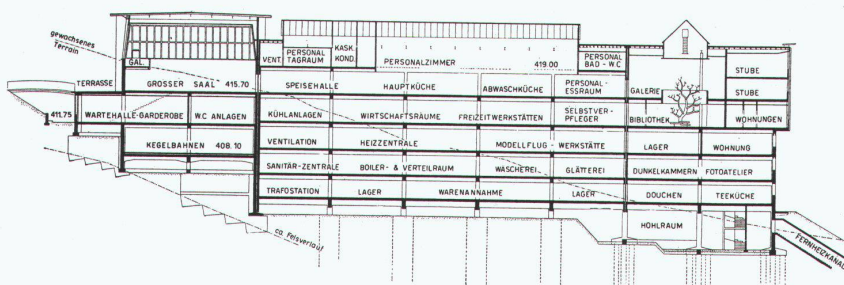 gewachsenes
Terrain
GAL.
VENT.
PERSONAL
TAGRAUM
KASK.
KOND.
PERSONALZIMMER 419.00
PERSONAL
BAD - WC
STUBE
TERRASSE
GROSSER SAAL 415.70
SPEISEHALLE
HAUPTKÜCHE
ABWASCHKÜCHE
PERSONAL-
ESSRAUM
GALERIE
STUBE
411.75
WARTEHALLE-GARDEROBE
W.C. ANLAGEN
KÜHLANLAGEN
WIRTSCHAFTSRÄUME
FREIZEITWERKSTÄTTEN
SELBSTVER-
PFLEGER
BIBLIOTHEK
WOHNUNGEN
KEGELBAHNEN 408.10
VENTILATION
HEIZZENTRALE
MODELLFLUG - WERKSTÄTTE
LAGER
WOHNUNG
SANITÄR-ZENTRALE
BOILER- & VERTEILRAUM
WÄSCHEREI
GLÄTTEREI
DUNKELKAMMERN
FOTOATELIER
TRAFOSTATION
LAGER
WARENANNAHME
LAGER
DOUCHEN
TEEKÜCHE
ca. Felsverlauf
HOHLRAUM
FERNHEIZKANAL